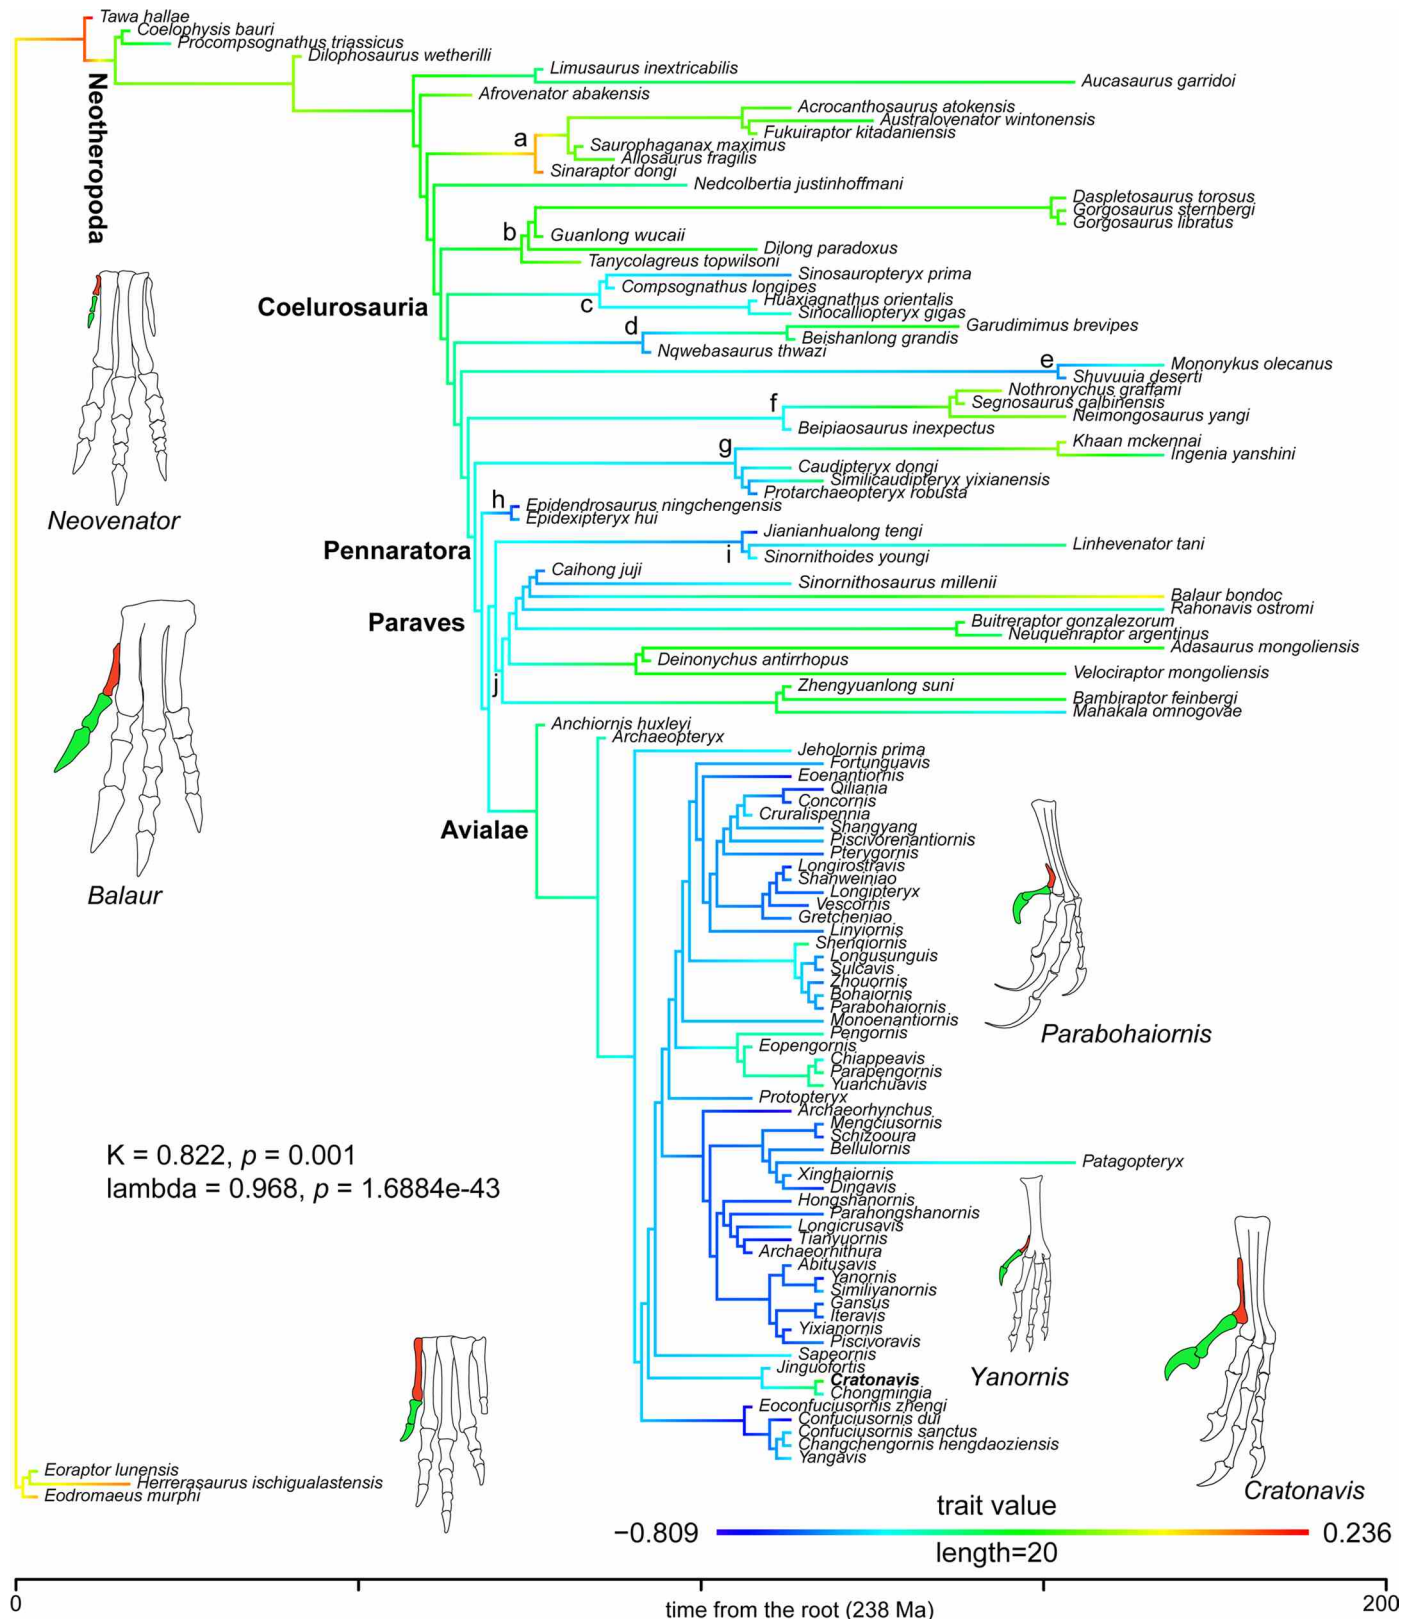 Tawa hallae
Coelophysis bauri
Procompsognathus triassicus
Dilophosaurus wetherilli
Limusaurus inextricabilis
Aucasaurus garridoi
Neotheropoda
Afrovenator abakensis
Acrocanthosaurus atokensis
Australovenator wintonensis
Fukuiraptor kitadaniensis
a
Saurophaganax maximus
Allosaurus fragilis
Sinaraptor dongi
Nedcolbertia justinhoffmani
Daspletosaurus torosus
Gorgosaurus sternbergi
Gorgosaurus libratus
b
Guanlong wucaii
Dilong paradoxus
Tanycolagreus topwilsoni
Sinosauropteryx prima
Compsognathus longipes
Huaxiagnathus orientalis
Sinocalliopteryx gigas
c
Coelurosauria
d
Garudimimus brevipes
Beishanlong grandis
Nqwebasaurus thwazi
e
Mononykus olecanus
Shuvuuia deserti
Nothronychus graffami
Segnosaurus galbinensis
f
Neimongosaurus yangi
Beipiaosaurus inexpectus
g
Khaan mckennai
Ingenia yanshini
Caudipteryx dongi
Similicaudipteryx yixianensis
Protarchaeopteryx robusta
h
Epidendrosaurus ningchengensis
Epidexipteryx hui
Neovenator
Jianianhualong tengi
Linhevenator tani
i
Sinornithoides youngi
Pennaratora
Caihong juji
Sinornithosaurus millenii
Balaur bondoc
Rahonavis ostromi
Paraves
Buitreraptor gonzalezorum
Neuquenraptor argentinus
Adasaurus mongoliensis
Deinonychus antirrhopus
Velociraptor mongoliensis
j
Zhengyuanlong suni
Bambiraptor feinbergi
Mahakala omnogovae
Anchiornis huxleyi
Archaeopteryx
Jeholornis prima
Fortunguavis
Eoenantiornis
Qiliania
Concornis
Cruralispennia
Avialae
Shangyang
Piscivorenantiornis
Pterygornis
Longirostravis
Shanweiniao
Balaur
Longipteryx
Vescornis
Gretcheniao
Linyiornis
Shenqiornis
Longusunguis
Sulcavis
Zhouornis
Bohaiornis
Parabohaiornis
Monoenantiornis
Parabohaiornis
Pengornis
Eopengornis
Chiappeavis
Parapengornis
Yuanchuavis
Protopteryx
Archaeorhynchus
Mengciusornis
Schizooura
Bellulornis
K = 0.822, p = 0.001
Patagopteryx
Xinghaiornis
lambda = 0.968, p = 1.6884e-43
Dingavis
Hongshanornis
Parahongshanornis
Longicrusavis
Tianyuornis
Archaeornithura
Abitusavis
Yanornis
Similiyanornis
Gansus
Iteravis
Yixianornis
Piscivoravis
Sapeornis
Jinguofortis
Yanornis
Cratonavis
Chongmingia
Eoconfuciusornis zhengi
Confuciusornis dui
Confuciusornis sanctus
Changchengornis hengdaoziensis
Yangavis
Eoraptor lunensis
Herrerasaurus ischigualastensis
Eodromaeus murphi
Cratonavis
trait value
−0.809
0.236
length=20
0
time from the root (238 Ma)
200